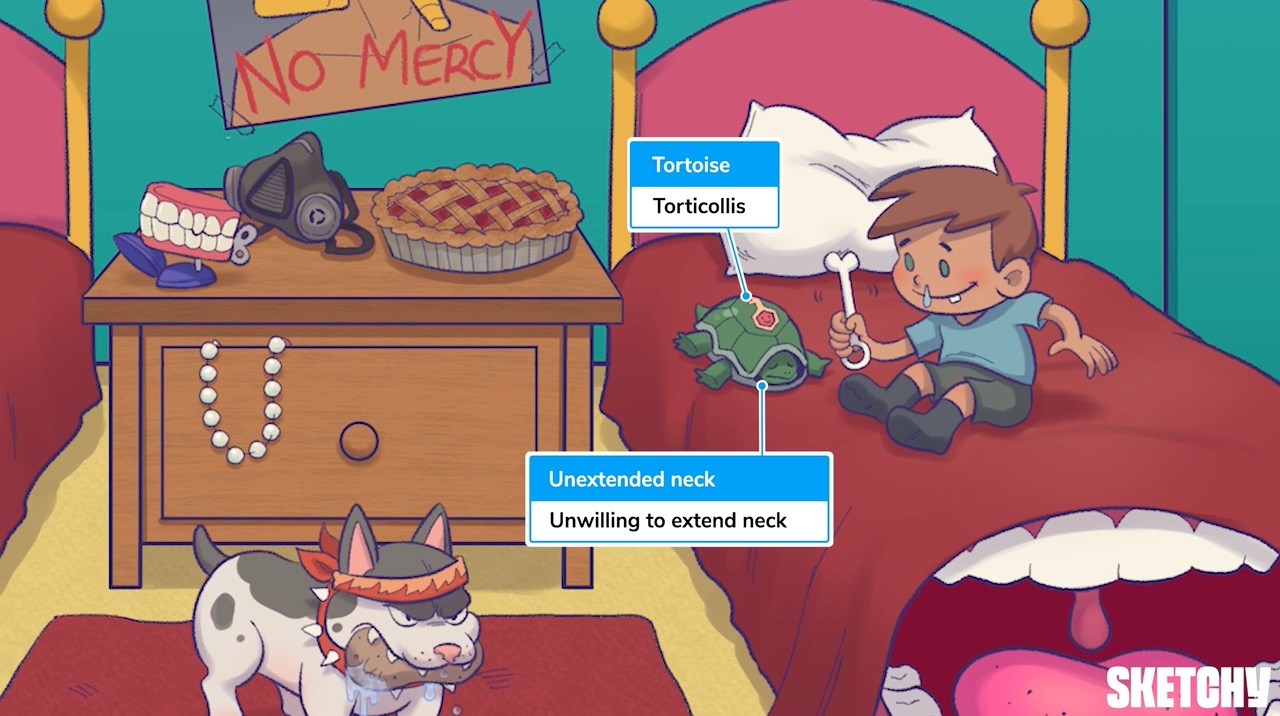 NO MERCY
Tortoise
Torticollis
Unextended neck
Unwilling to extend neck
SKETCHY